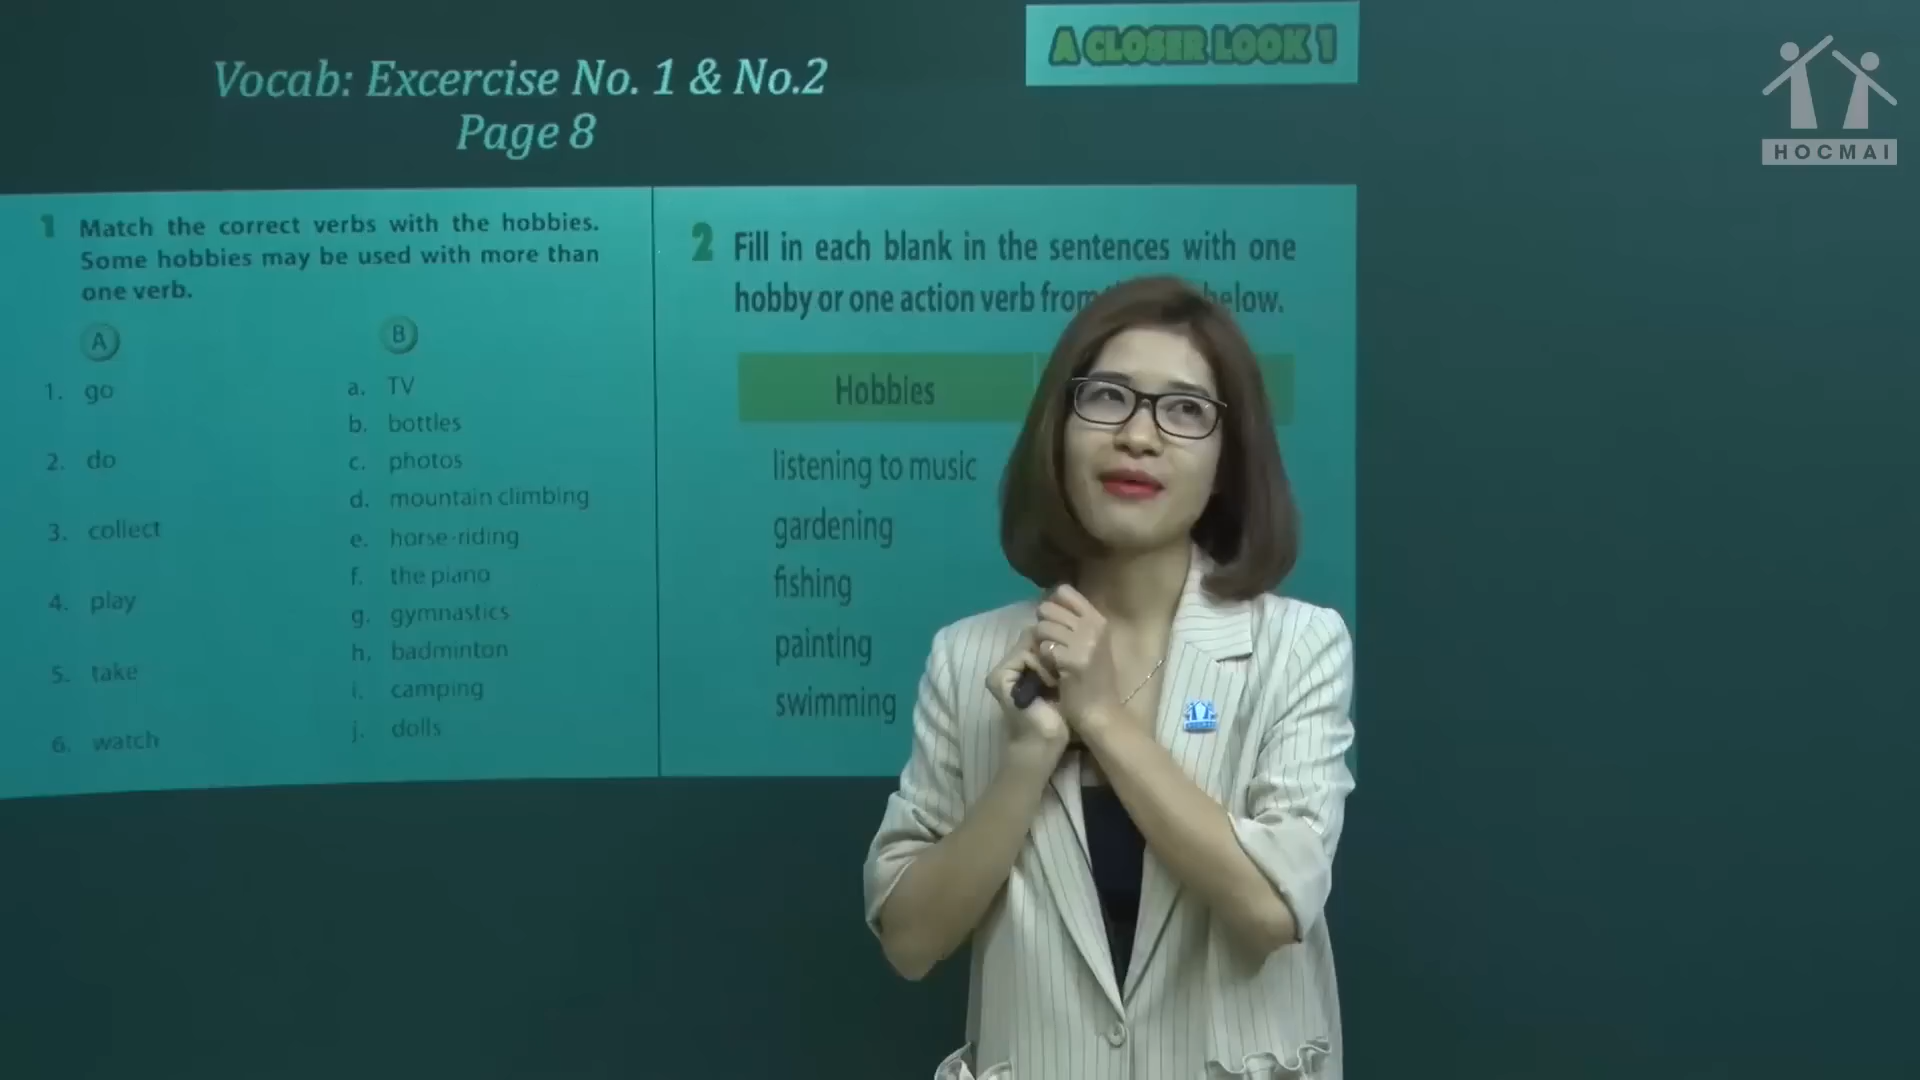 Vocab: Excercise No. 1 & No.2
Page 8
A CLOSER LOOK 1
HOCMAI
1 Match the correct verbs with the hobbies.
Some hobbies may be used with more than
one verb.
A
B
1. go
2. do
3. collect
4. play
5. take
6. watch
a. TV
b. bottles
c. photos
d. mountain climbing
e. horse-riding
f. the piano
g. gymnastics
h. badminton
i. camping
j. dolls
2 Fill in each blank in the sentences with one
hobby or one action verb from below.
Hobbies
listening to music
gardening
fishing
painting
swimming